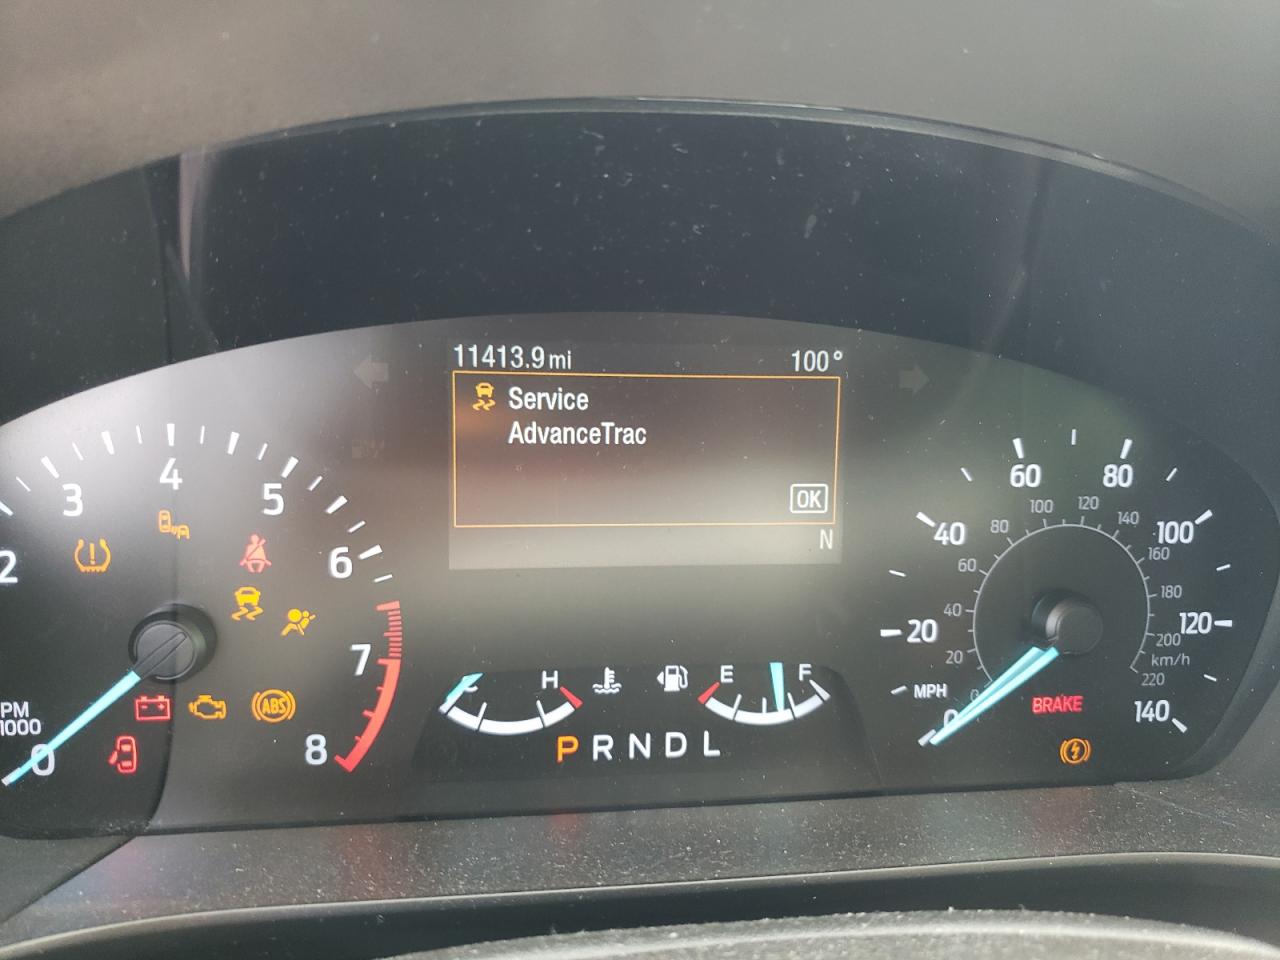 11413.9 mi 100°
Service
AdvanceTrac
OK
N
2 3 4 5 6 7 8
PM
1000
0
ABS
H
E F
P R N D L
0 20 40 60 80 100 120 140
MPH
0 20 40 60 80 100 120 140 160 180 200 220
km/h
BRAKE